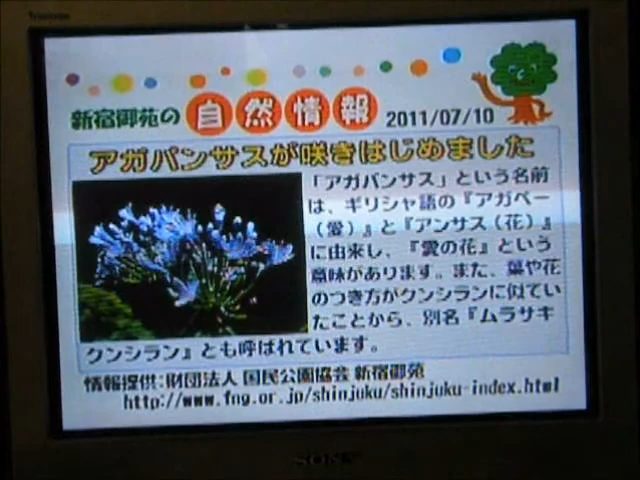 新宿御苑の 自然情報 2011/07/10
アガパンサスが咲きはじめました
「アガパンサス」という名前
は、ギリシャ語の『アガペー
（愛）』と『アンサス（花）』
に由来し、『愛の花』という
意味があります。また、葉や花
のつき方がクンシランに似てい
たことから、別名『ムラサキ
クンシラン』とも呼ばれています。
情報提供：財団法人 国民公園協会 新宿御苑
http://www.fng.or.jp/shinjuku/shinjuku-index.html
SONY